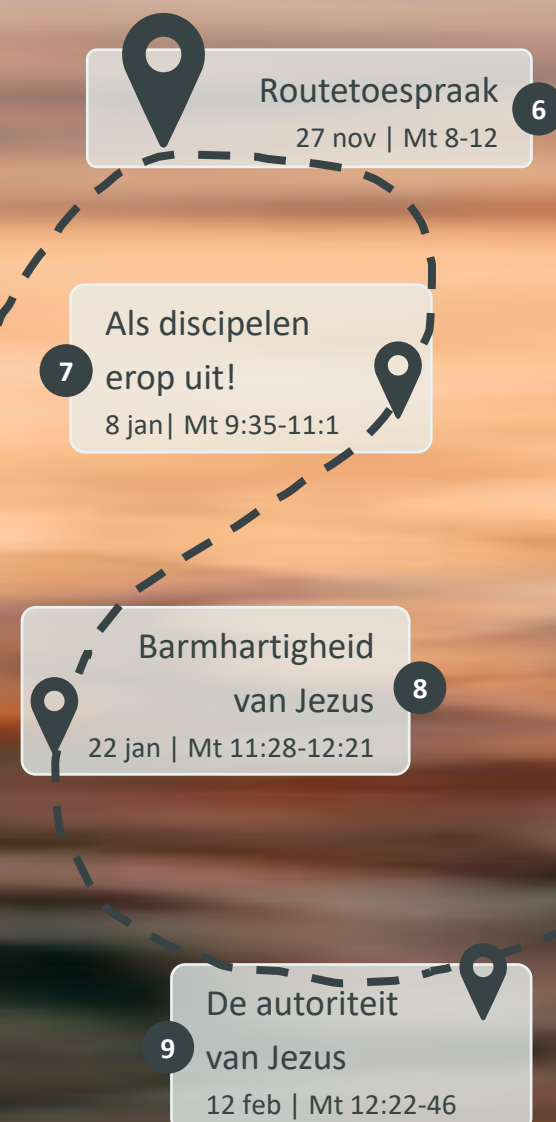 Routetoespraak
6
27 nov | Mt 8-12
Als discipelen
7
erop uit!
8 jan| Mt 9:35-11:1
Barmhartigheid
8
van Jezus
22 jan | Mt 11:28-12:21
De autoriteit
9
van Jezus
12 feb | Mt 12:22-46